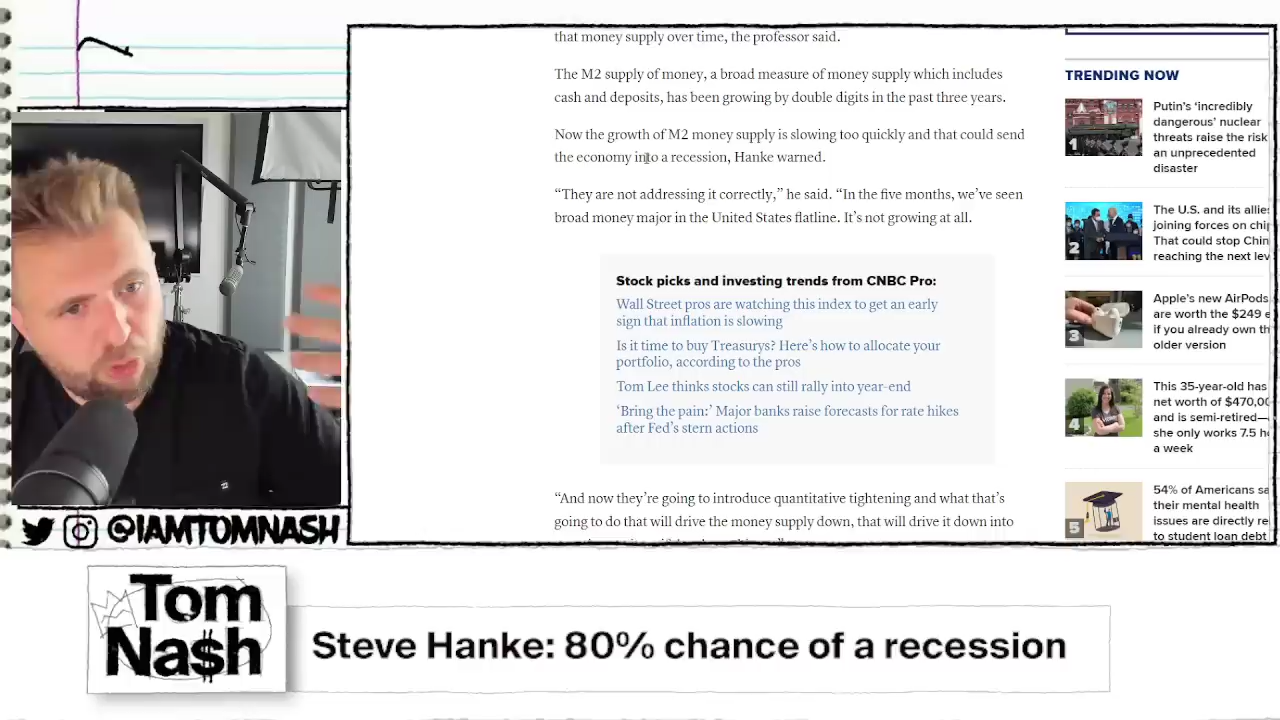 that money supply over time, the professor said.
The M2 supply of money, a broad measure of money supply which includes
cash and deposits, has been growing by double digits in the past three years.
Now the growth of M2 money supply is slowing too quickly and that could send
the economy into a recession, Hanke warned.
“They are not addressing it correctly,” he said. “In the five months, we’ve seen
broad money major in the United States flatline. It’s not growing at all.
Stock picks and investing trends from CNBC Pro:
Wall Street pros are watching this index to get an early
sign that inflation is slowing
Is it time to buy Treasurys? Here’s how to allocate your
portfolio, according to the pros
Tom Lee thinks stocks can still rally into year-end
‘Bring the pain:’ Major banks raise forecasts for rate hikes
after Fed’s stern actions
“And now they’re going to introduce quantitative tightening and what that’s
going to do that will drive the money supply down, that will drive it down into
TRENDING NOW
1
Putin’s ‘incredibly
dangerous’ nuclear
threats raise the risk
an unprecedented
disaster
2
The U.S. and its allie
joining forces on chi
That could stop Chin
reaching the next lev
3
Apple’s new AirPods
are worth the $249
if you already own th
older version
4
This 35-year-old has
net worth of $470,00
and is semi-retired—
she only works 7.5 h
a week
5
54% of Americans sa
their mental health
issues are directly re
to student loan debt
@IAMTOMNASH
Tom
Na$h
Steve Hanke: 80% chance of a recession